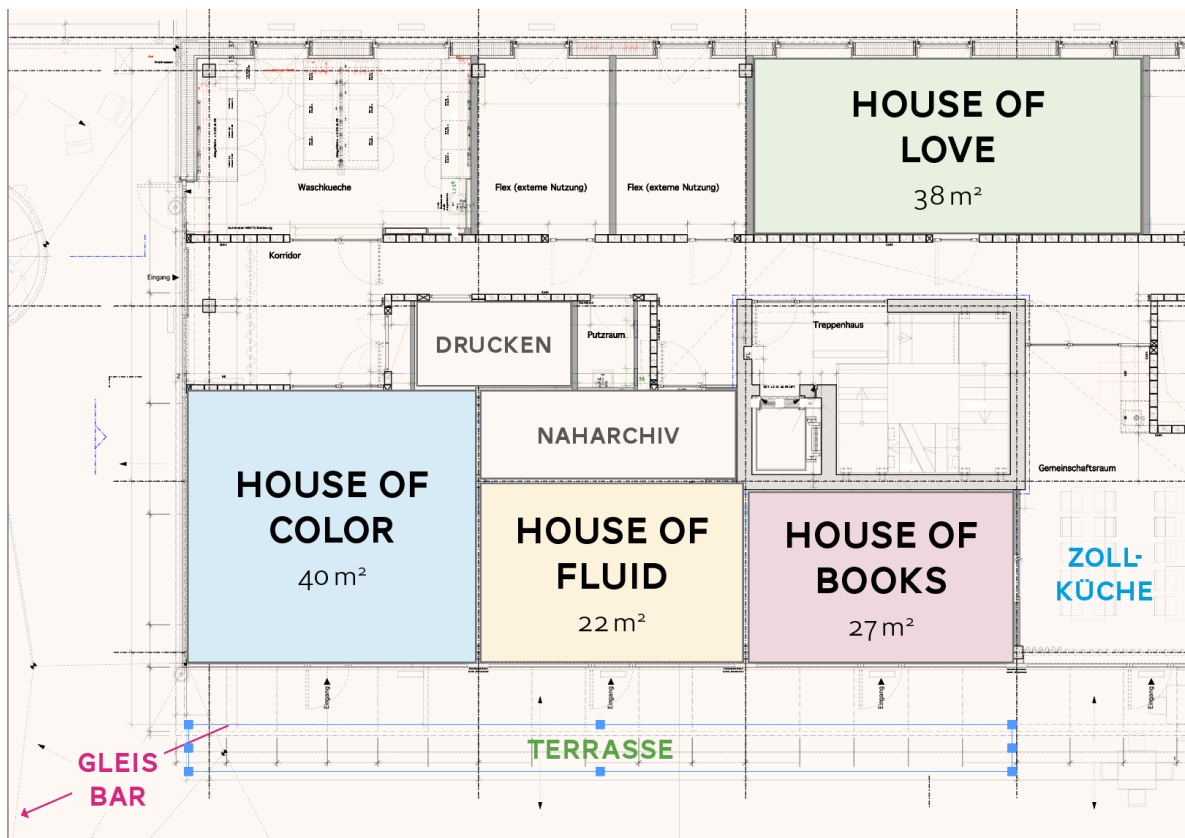 HOUSE OF
LOVE
38 m²
Waschkueche
Flex (externe Nutzung)
Flex (externe Nutzung)
Korridor
Eingang
DRUCKEN
Putzraum
Treppenhaus
NAHARCHIV
HOUSE OF
COLOR
40 m²
HOUSE OF
FLUID
22 m²
HOUSE OF
BOOKS
27 m²
Gemeinschaftsraum
ZOLL-
KÜCHE
Eingang
Eingang
Eingang
Eingang
TERRASSE
GLEIS
BAR